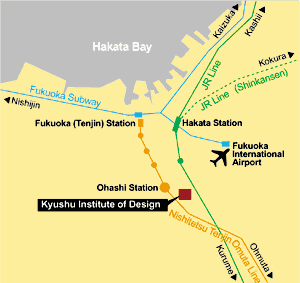 Hakata Bay
Kaizuka
Kashii
JR Line
Kokura
JR Line (Shinkansen)
Fukuoka Subway
Nishijin
Fukuoka (Tenjin) Station
Hakata Station
Fukuoka
International
Airport
Ohashi Station
Kyushu Institute of Design
Nishitetsu Tenjin Omuta Line
Ohmuta
Kurume